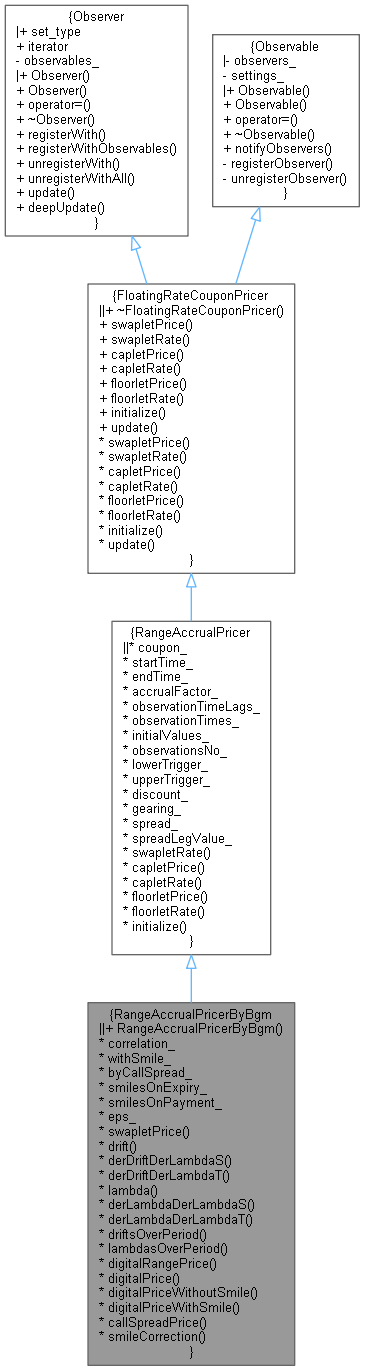 {Observer
|+ set_type
+ iterator
- observables_
|+ Observer()
+ Observer()
+ operator=()
+ ~Observer()
+ registerWith()
+ registerWithObservables()
+ unregisterWith()
+ unregisterWithAll()
+ update()
+ deepUpdate()
}
{Observable
|- observers_
- settings_
|+ Observable()
+ Observable()
+ operator=()
+ ~Observable()
+ notifyObservers()
- registerObserver()
- unregisterObserver()
}
{FloatingRateCouponPricer
||+ ~FloatingRateCouponPricer()
+ swapletPrice()
+ swapletRate()
+ capletPrice()
+ capletRate()
+ floorletPrice()
+ floorletRate()
+ initialize()
+ update()
* swapletPrice()
* swapletRate()
* capletPrice()
* capletRate()
* floorletPrice()
* floorletRate()
* initialize()
* update()
}
{RangeAccrualPricer
||* coupon_
* startTime_
* endTime_
* accrualFactor_
* observationTimeLags_
* observationTimes_
* initialValues_
* observationsNo_
* lowerTrigger_
* upperTrigger_
* discount_
* gearing_
* spread_
* spreadLegValue_
* swapletRate()
* capletPrice()
* capletRate()
* floorletPrice()
* floorletRate()
* initialize()
}
{RangeAccrualPricerByBgm
||+ RangeAccrualPricerByBgm()
* correlation_
* withSmile_
* byCallSpread_
* smilesOnExpiry_
* smilesOnPayment_
* eps_
* swapletPrice()
* drift()
* derDriftDerLambdaS()
* derDriftDerLambdaT()
* lambda()
* derLambdaDerLambdaS()
* derLambdaDerLambdaT()
* driftsOverPeriod()
* lambdasOverPeriod()
* digitalRangePrice()
* digitalPrice()
* digitalPriceWithoutSmile()
* digitalPriceWithSmile()
* callSpreadPrice()
* smileCorrection()
}